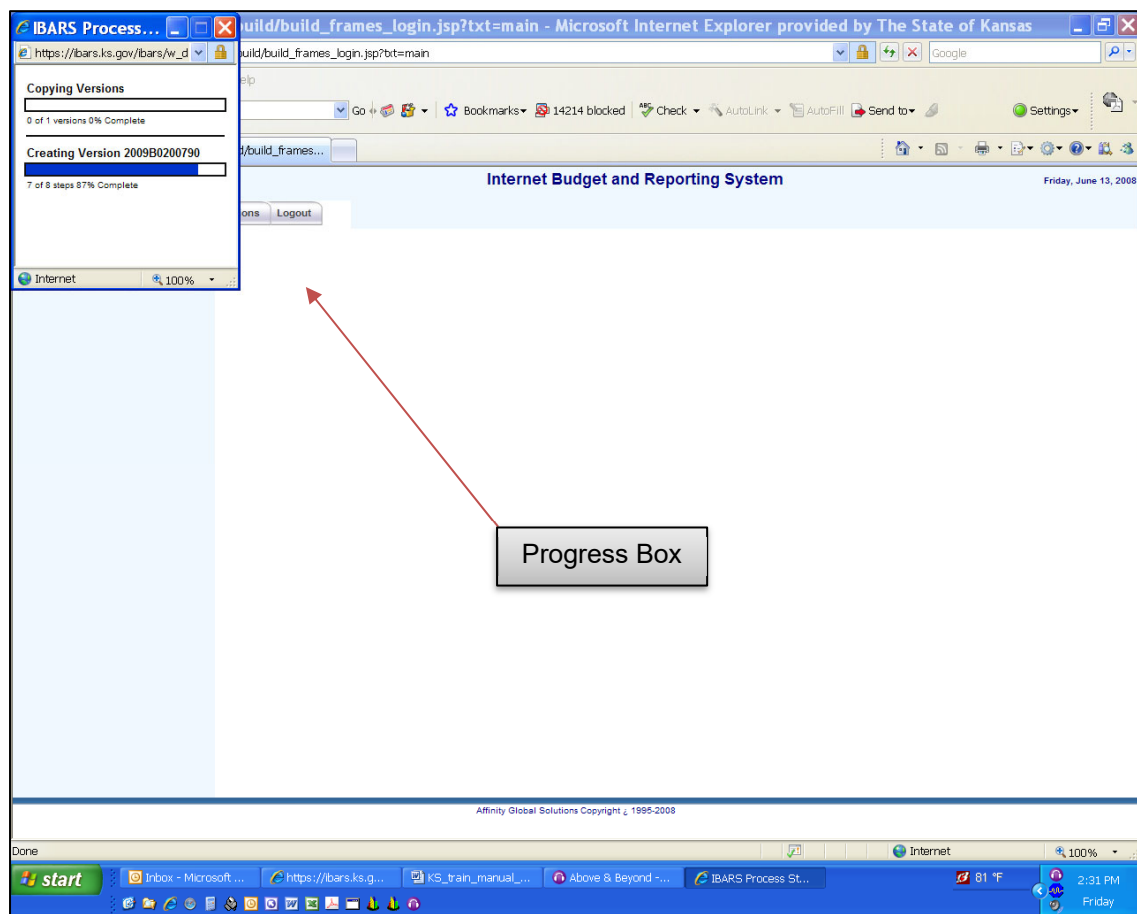 IBARS Process...
build/build_frames_login.jsp?txt=main - Microsoft Internet Explorer provided by The State of Kansas
https://ibars.ks.gov/ibars/w_d
build/build_frames_login.jsp?txt=main
Google
elp
Copying Versions
0 of 1 versions 0% Complete
Creating Version 2009B0200790
7 of 8 steps 87% Complete
Go
Bookmarks
14214 blocked
ABC
Check
AutoLink
AutoFill
Send to
Settings
d/build_frames...
Internet Budget and Reporting System
Friday, June 13, 2008
ons
Logout
Internet
100%
Progress Box
Affinity Global Solutions Copyright ¿ 1995-2008
Done
Internet
100%
start
Inbox - Microsoft ...
https://ibars.ks.g...
KS_train_manual_...
Above & Beyond -...
IBARS Process St...
81 °F
2:31 PM
Friday